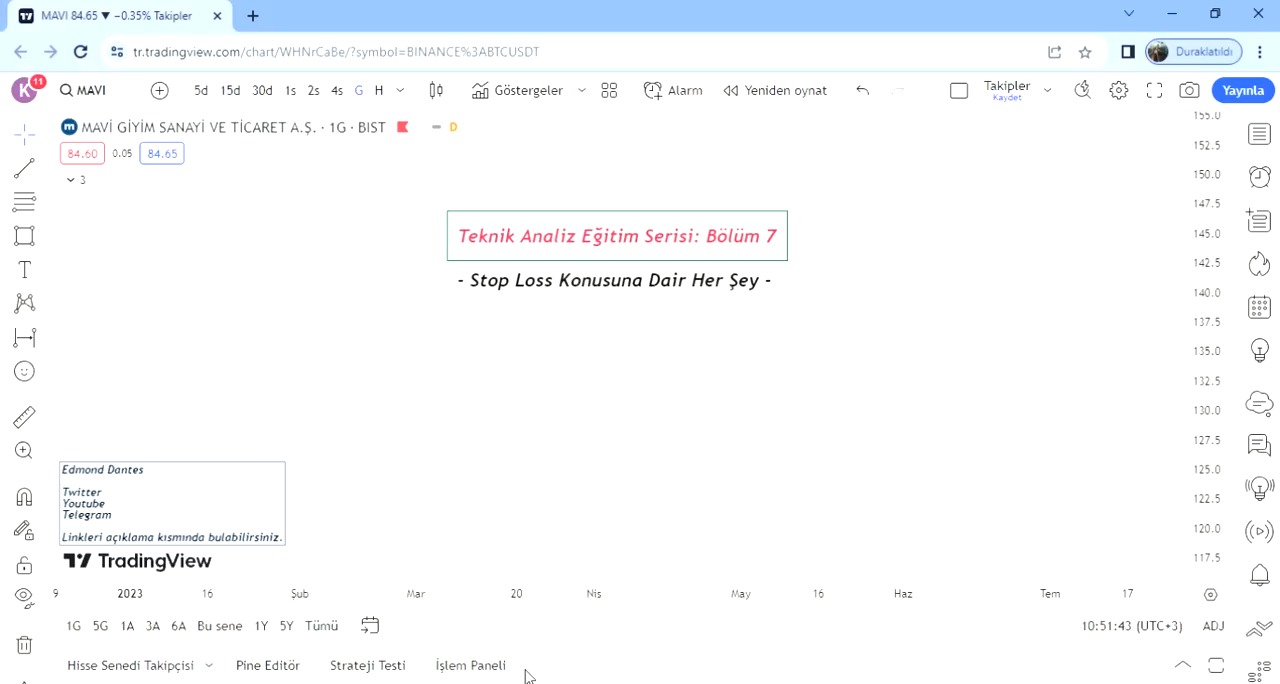 MAVI 84.65 ▼ −0.35% Takipler
tr.tradingview.com/chart/WHNrCaBe/?symbol=BINANCE%3ABTCUSDT
Duraklatıldı
K 11
MAVI
5d 15d 30d 1s 2s 4s G H
Göstergeler
Alarm
Yeniden oynat
Takipler
Kaydet
Yayınla
MAVİ GİYİM SANAYİ VE TİCARET A.Ş. · 1G · BIST
D
84.60 0.05 84.65
3
Teknik Analiz Eğitim Serisi: Bölüm 7
- Stop Loss Konusuna Dair Her Şey -
155.0
152.5
150.0
147.5
145.0
142.5
140.0
137.5
135.0
132.5
130.0
127.5
125.0
122.5
120.0
117.5
Edmond Dantes
Twitter
Youtube
Telegram
Linkleri açıklama kısmında bulabilirsiniz.
TradingView
9 2023 16 Şub Mar 20 Nis May 16 Haz Tem 17
1G 5G 1A 3A 6A Bu sene 1Y 5Y Tümü
10:51:43 (UTC+3) ADJ
Hisse Senedi Takipçisi Pine Editör Strateji Testi İşlem Paneli